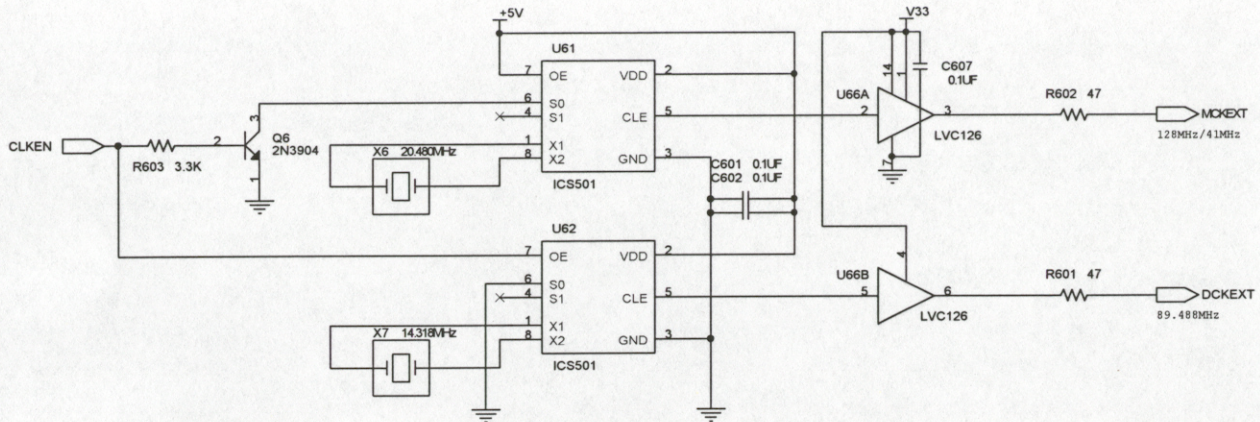 +5V
V33
U61
7 OE VDD 2
6 S0
4 S1 CLE 5
1 X1
8 X2 GND 3
ICS501
CLKEN
R603 3.3K
2
3
1
Q6
2N3904
X6 20.480MHz
C601 0.1UF
C602 0.1UF
U66A
14
1
2
3
7
LVC126
C607
0.1UF
R602 47
MCKEXT
128MHz/41MHz
U62
7 OE VDD 2
6 S0
4 S1 CLE 5
1 X1
8 X2 GND 3
ICS501
X7 14.318MHz
U66B
4
5
6
LVC126
R601 47
DCKEXT
89.488MHz